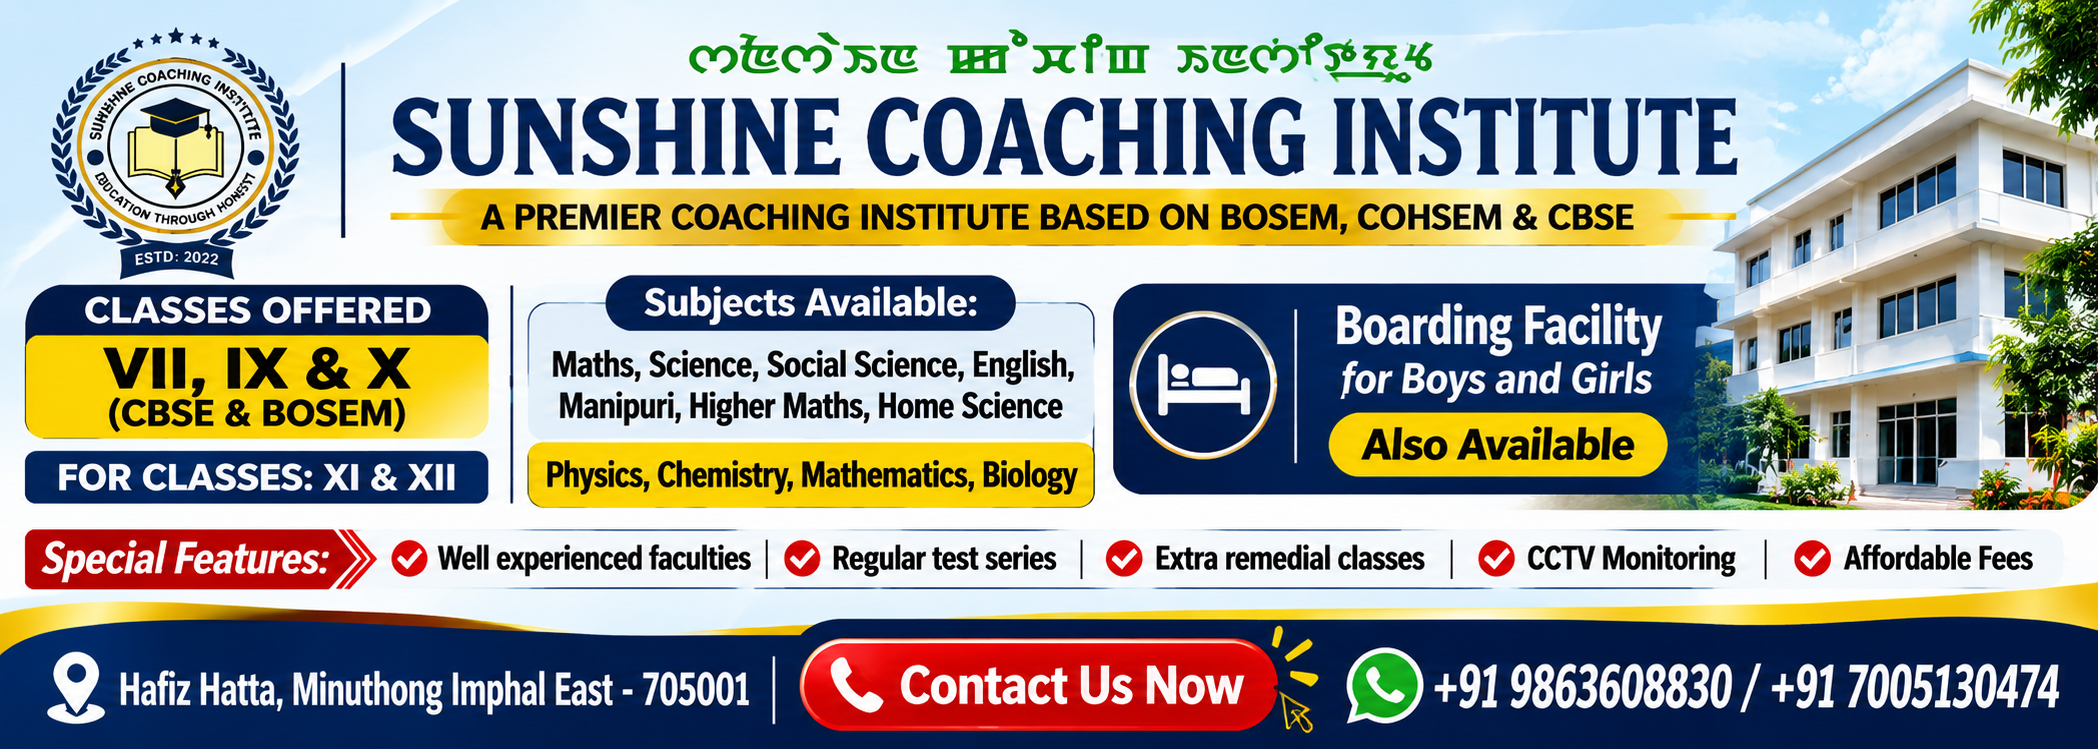 SUNSHINE COACHING INSTITUTE
EDUCATION THROUGH HONESTY
ESTD: 2022
SUNSHINE COACHING INSTITUTE
A PREMIER COACHING INSTITUTE BASED ON BOSEM, COHSEM & CBSE
CLASSES OFFERED
VII, IX & X
(CBSE & BOSEM)
FOR CLASSES: XI & XII
Subjects Available:
Maths, Science, Social Science, English,
Manipuri, Higher Maths, Home Science
Physics, Chemistry, Mathematics, Biology
Boarding Facility
for Boys and Girls
Also Available
Special Features:
Well experienced faculties
Regular test series
Extra remedial classes
CCTV Monitoring
Affordable Fees
Hafiz Hatta, Minuthong Imphal East - 705001
Contact Us Now
+91 9863608830 / +91 7005130474